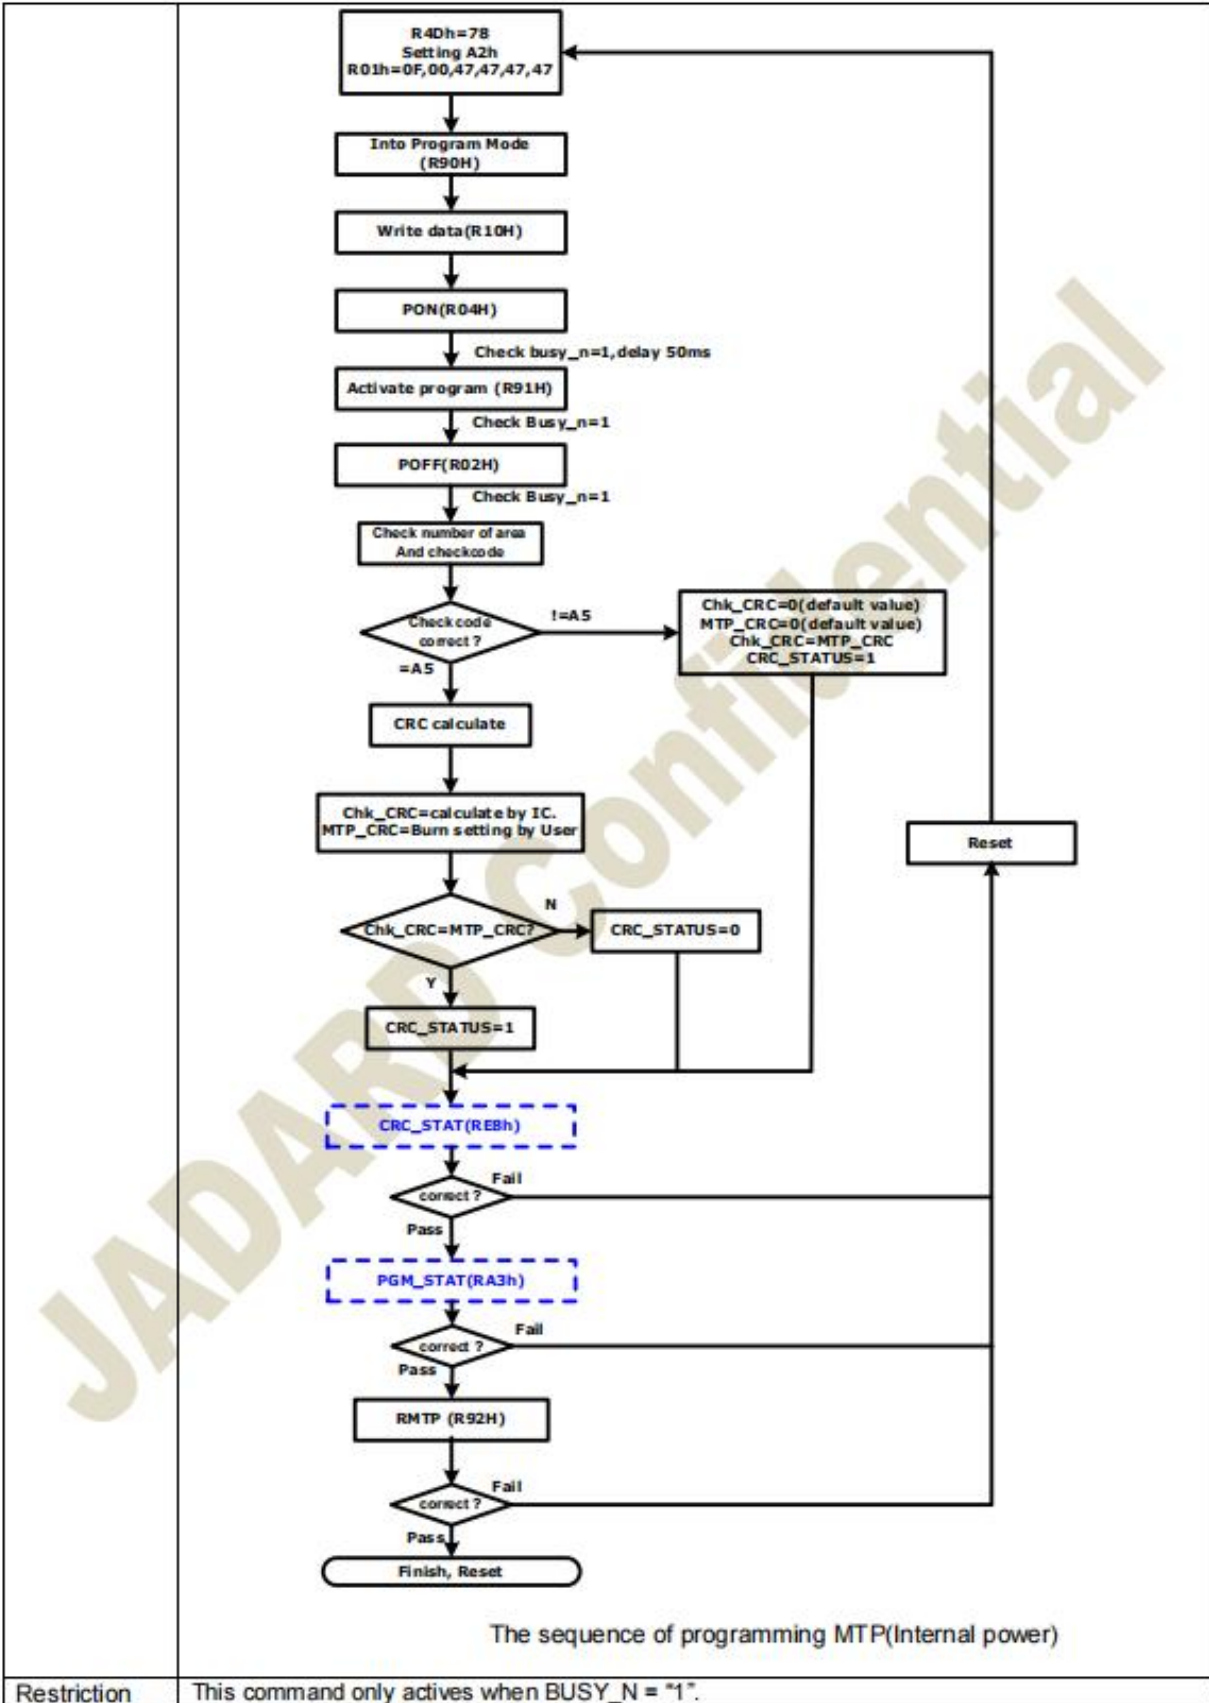 R4Dh=78
Setting A2h
R01h=0F,00,47,47,47,47
Into Program Mode
(R90H)
Write data(R10H)
PON(R04H)
Check busy_n=1,delay 50ms
Activate program (R91H)
Check Busy_n=1
POFF(R02H)
Check Busy_n=1
Check number of area
And checkcode
Check code
correct ?
!=A5
=A5
Chk_CRC=0(default value)
MTP_CRC=0(default value)
Chk_CRC=MTP_CRC
CRC_STATUS=1
CRC calculate
Chk_CRC=calculate by IC.
MTP_CRC=Burn setting by User
Reset
Chk_CRC=MTP_CRC?
N
CRC_STATUS=0
Y
CRC_STATUS=1
CRC_STAT(REBh)
correct ?
Fail
Pass
PGM_STAT(RA3h)
correct ?
Fail
Pass
RMTP (R92H)
correct ?
Fail
Pass
Finish, Reset
The sequence of programming MTP(Internal power)
Restriction
This command only actives when BUSY_N = "1".
JADARD Confidential